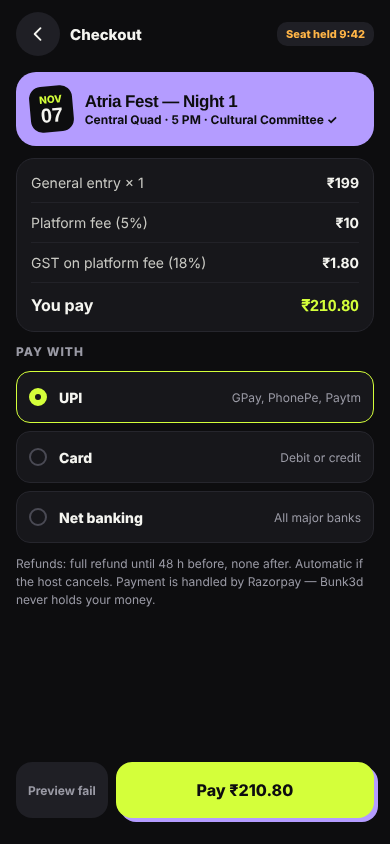 Checkout
Seat held 9:42
NOV
07
Atria Fest — Night 1
Central Quad · 5 PM · Cultural Committee ✓
General entry × 1 ₹199
Platform fee (5%) ₹10
GST on platform fee (18%) ₹1.80
You pay ₹210.80
PAY WITH
UPI GPay, PhonePe, Paytm
Card Debit or credit
Net banking All major banks
Refunds: full refund until 48 h before, none after. Automatic if
the host cancels. Payment is handled by Razorpay — Bunk3d
never holds your money.
Preview fail
Pay ₹210.80